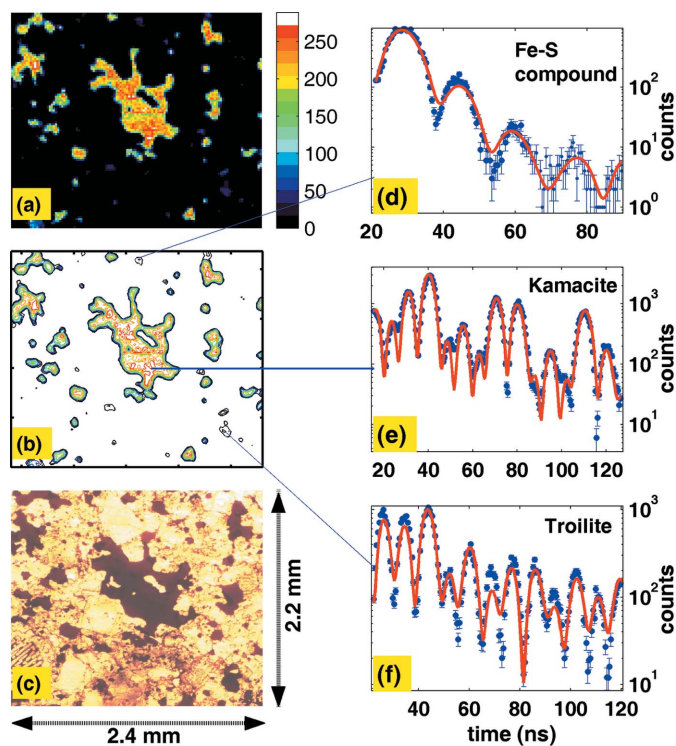 250
200
150
100
50
0
(a)
(b)
(c)
2.2 mm
2.4 mm
Fe-S
compound
10²
10¹
10⁰
counts
(d)
20 40 60 80
Kamacite
10³
10²
10¹
counts
(e)
20 40 60 80 100 120
Troilite
10³
10²
10¹
counts
(f)
40 60 80 100 120
time (ns)